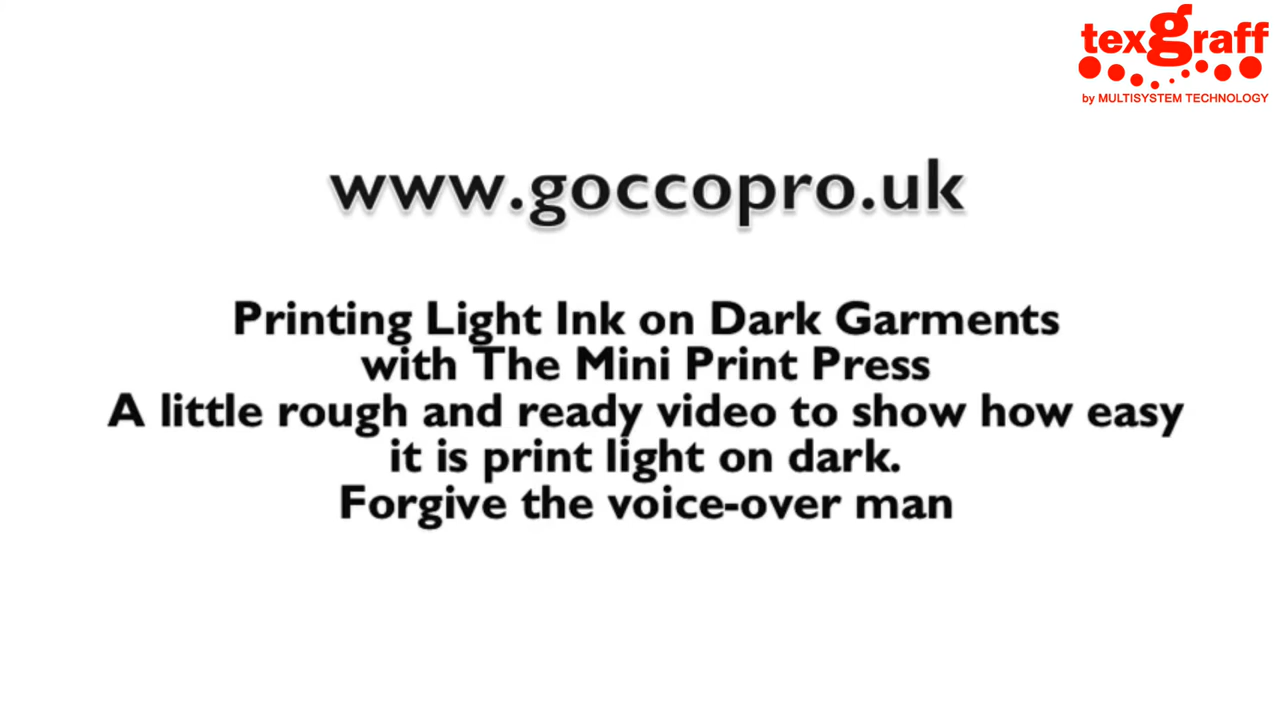 texgraff
by MULTISYSTEM TECHNOLOGY
www.goccopro.uk
Printing Light Ink on Dark Garments
with The Mini Print Press
A little rough and ready video to show how easy
it is print light on dark.
Forgive the voice-over man